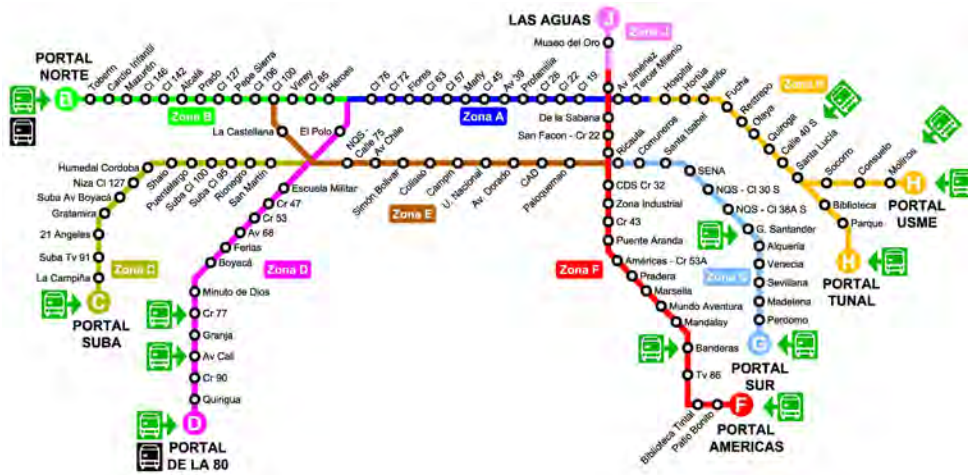 LAS AGUAS
J
Zona J
Museo del Oro
PORTAL
NORTE
B
Toberín
Cardio Infantil
Mazurén
Cl 146
Cl 142
Alcalá
Prado
Cl 127
Pepe Sierra
Cl 106
Cl 100
Virrey
Cl 85
Heroes
Cl 76
Cl 72
Flores
Cl 63
Cl 57
Marly
Cl 45
Av 39
Profamilia
Cl 26
Cl 22
Cl 19
Av Jiménez
Tercer Milenio
Hospital
Hortúa
Nariño
Fucha
Restrepo
Olaya
Quiroga
Calle 40 S
Santa Lucía
Socorro
Consuelo
Molinos
H
PORTAL
USME
Biblioteca
Parque
H
PORTAL
TUNAL
Zona B
Zona A
Zona H
La Castellana
El Polo
NQS -
Calle 75
Av Chile
Simón Bolivar
Coliseo
Campin
U. Nacional
Av. Dorado
CAD
Paloquemao
Zona E
De la Sabana
San Facon - Cr 22
Ricaurte
Comuneros
Santa Isabel
SENA
NQS - Cl 30 S
NQS - Cl 38A S
G. Santander
Alquería
Venecia
Sevillana
Madelena
Perdomo
Zona G
G
PORTAL
SUR
CDS Cr 32
Zona Industrial
Cr 43
Puente Aranda
Américas - Cr 53A
Pradera
Marsella
Mundo Aventura
Mandalay
Banderas
Tv 86
Biblioteca Tintal
Patio Bonito
Zona F
F
PORTAL
AMERICAS
Humedal Cordoba
Niza Cl 127
Suba Av Boyacá
Gratamira
21 Angeles
Suba Tv 91
La Campiña
Shaio
Puentelargo
Suba Cl 100
Suba Cl 95
Rionegro
San Martín
Zona C
C
PORTAL
SUBA
Escuela Militar
Cr 47
Cr 53
Av 68
Ferias
Boyacá
Minuto de Dios
Cr 77
Granja
Av Cali
Cr 90
Quirigua
Zona D
D
PORTAL
DE LA 80